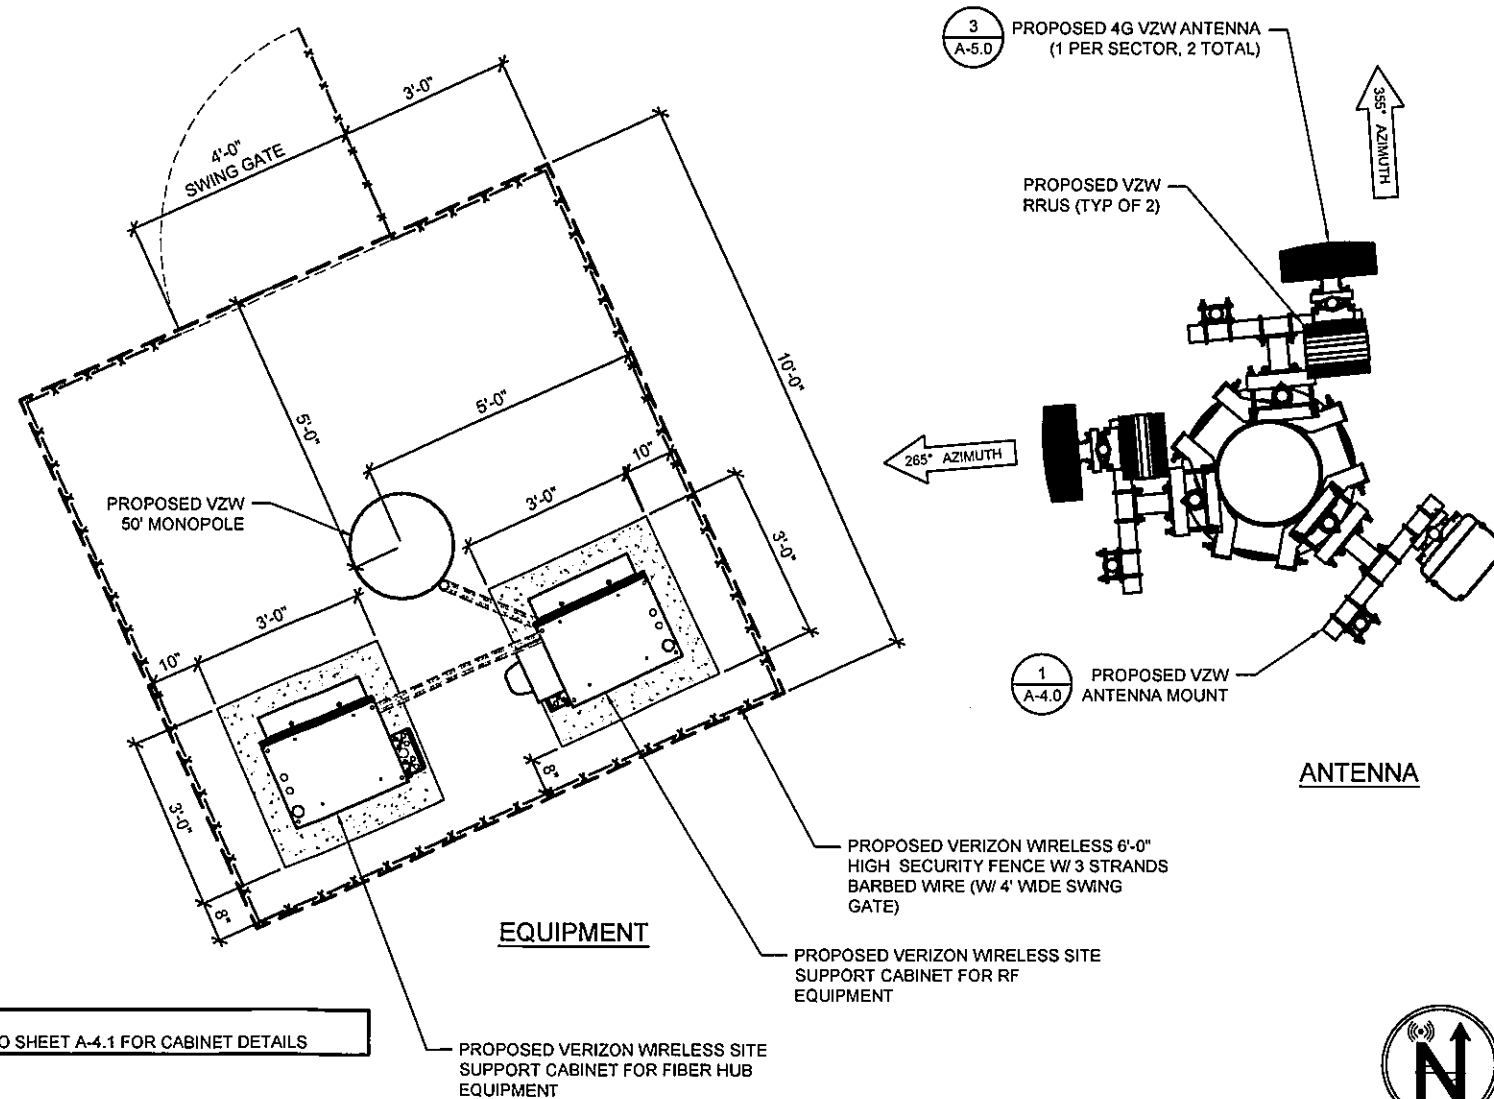 3
A-5.0
PROPOSED 4G VZW ANTENNA
(1 PER SECTOR, 2 TOTAL)
355° AZIMUTH
PROPOSED VZW
RRUS (TYP OF 2)
265° AZIMUTH
1
A-4.0
PROPOSED VZW
ANTENNA MOUNT
ANTENNA
3'-0"
4'-0"
SWING GATE
10'-0"
5'-0"
5'-0"
10"
3'-0"
3'-0"
PROPOSED VZW
50' MONOPOLE
3'-0"
10"
3'-0"
8"
8"
EQUIPMENT
PROPOSED VERIZON WIRELESS 6'-0"
HIGH SECURITY FENCE W/ 3 STRANDS
BARBED WIRE (W/ 4' WIDE SWING
GATE)
PROPOSED VERIZON WIRELESS SITE
SUPPORT CABINET FOR RF
EQUIPMENT
PROPOSED VERIZON WIRELESS SITE
SUPPORT CABINET FOR FIBER HUB
EQUIPMENT
O SHEET A-4.1 FOR CABINET DETAILS
N